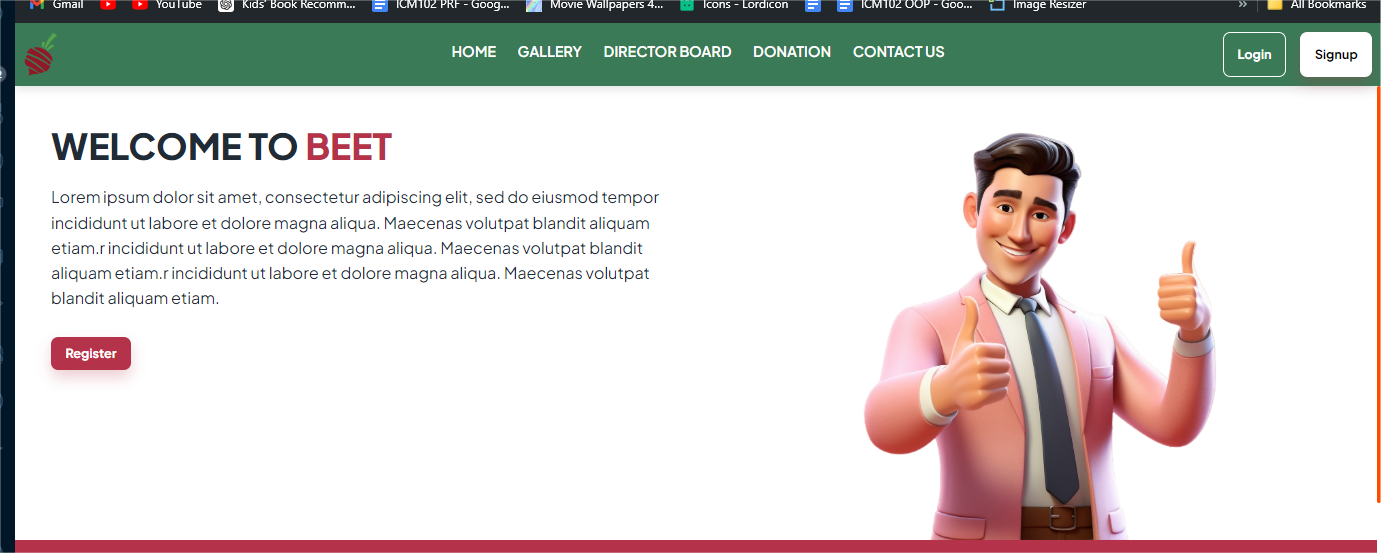 Gmail YouTube Kids' Book Recomm... ICM102 PRF - Goog... Movie Wallpapers 4... Icons - Lordicon ICM102 OOP - Goo... Image Resizer » All Bookmarks
HOME GALLERY DIRECTOR BOARD DONATION CONTACT US Login Signup
WELCOME TO BEET
Lorem ipsum dolor sit amet, consectetur adipiscing elit, sed do eiusmod tempor
incididunt ut labore et dolore magna aliqua. Maecenas volutpat blandit aliquam
etiam.r incididunt ut labore et dolore magna aliqua. Maecenas volutpat blandit
aliquam etiam.r incididunt ut labore et dolore magna aliqua. Maecenas volutpat
blandit aliquam etiam.
Register